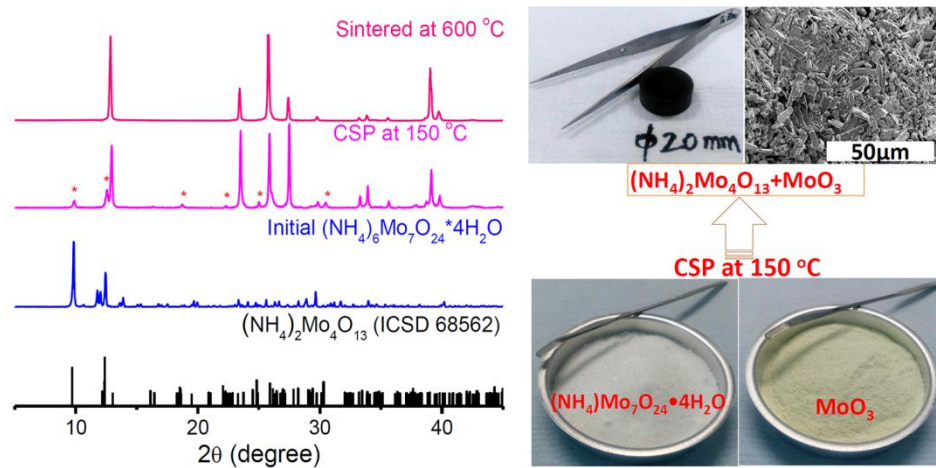 Sintered at 600 °C
CSP at 150 °C
* * * * * *
Initial (NH₄)₆Mo₇O₂₄*4H₂O
(NH₄)₂Mo₄O₁₃ (ICSD 68562)
10 20 30 40
2θ (degree)
ϕ20mm
50µm
(NH₄)₂Mo₄O₁₃+MoO₃
CSP at 150 °C
(NH₄)Mo₇O₂₄•4H₂O
MoO₃